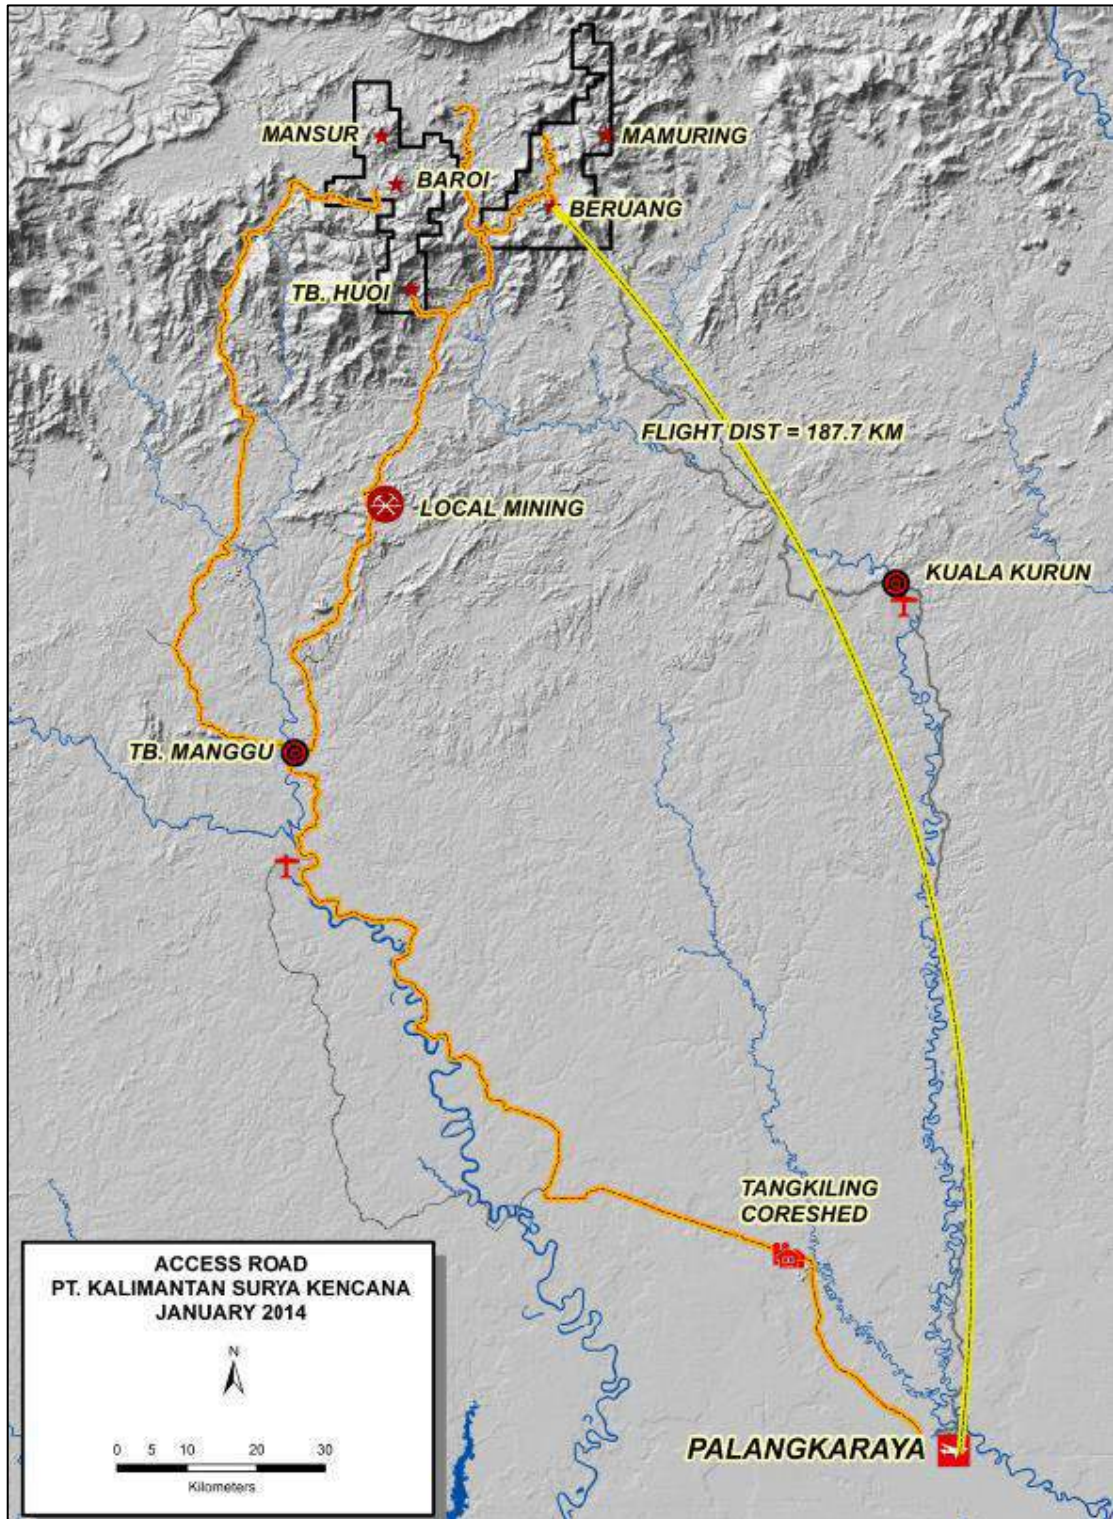 MANSUR
MAMURING
BAROI
BERUANG
TB. HUOI
FLIGHT DIST = 187.7 KM
LOCAL MINING
KUALA KURUN
TB. MANGGU
TANGKILING
CORESHED
PALANGKARAYA
ACCESS ROAD
PT. KALIMANTAN SURYA KENCANA
JANUARY 2014
N
0 5 10 20 30
Kilometers